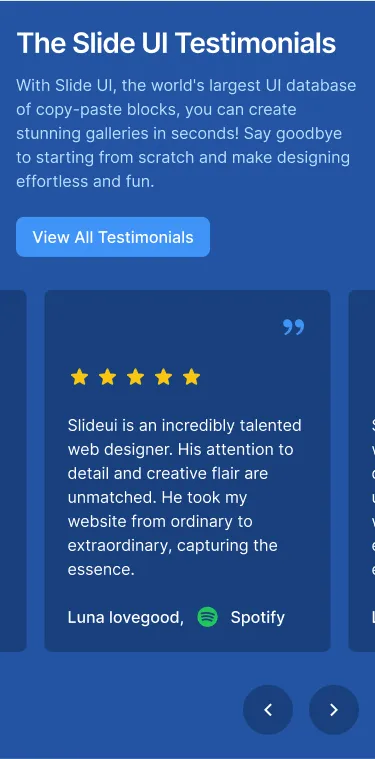 The Slide UI Testimonials
With Slide UI, the world's largest UI database
of copy-paste blocks, you can create
stunning galleries in seconds! Say goodbye
to starting from scratch and make designing
effortless and fun.
View All Testimonials
”
Slideui is an incredibly talented
web designer. His attention to
detail and creative flair are
unmatched. He took my
website from ordinary to
extraordinary, capturing the
essence.
Luna lovegood, Spotify